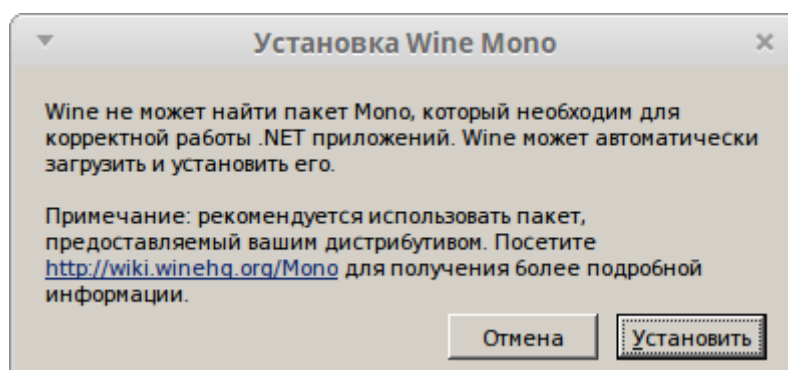 Установка Wine Mono
Wine не может найти пакет Mono, который необходим для
корректной работы .NET приложений. Wine может автоматически
загрузить и установить его.
Примечание: рекомендуется использовать пакет,
предоставляемый вашим дистрибутивом. Посетите
http://wiki.winehq.org/Mono для получения более подробной
информации.
Отмена
Установить